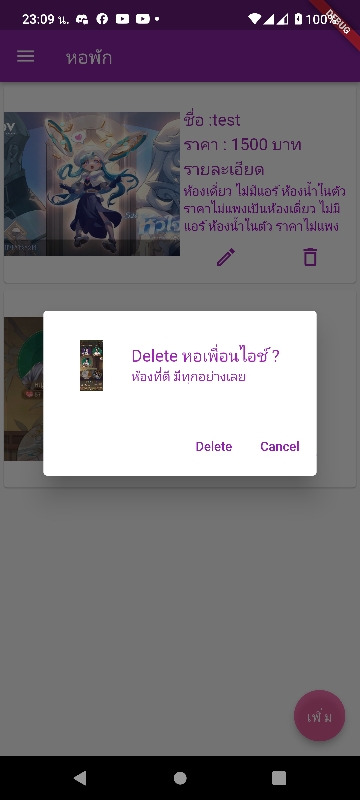 23:09 น.
100%
DEBUG
หอพัก
ชื่อ :test
ราคา : 1500 บาท
รายละเอียด
ห้องเดี่ยว ไม่มีแอร์ ห้องน้ำในตัว
ราคาไม่แพงเป็นห้องเดี่ยว ไม่มี
แอร์ ห้องน้ำในตัว ราคาไม่แพง
Delete หอเพื่อนไอซ์ ?
ห้องที่ดี มีทุกอย่างเลย
Delete
Cancel
เพิ่ม